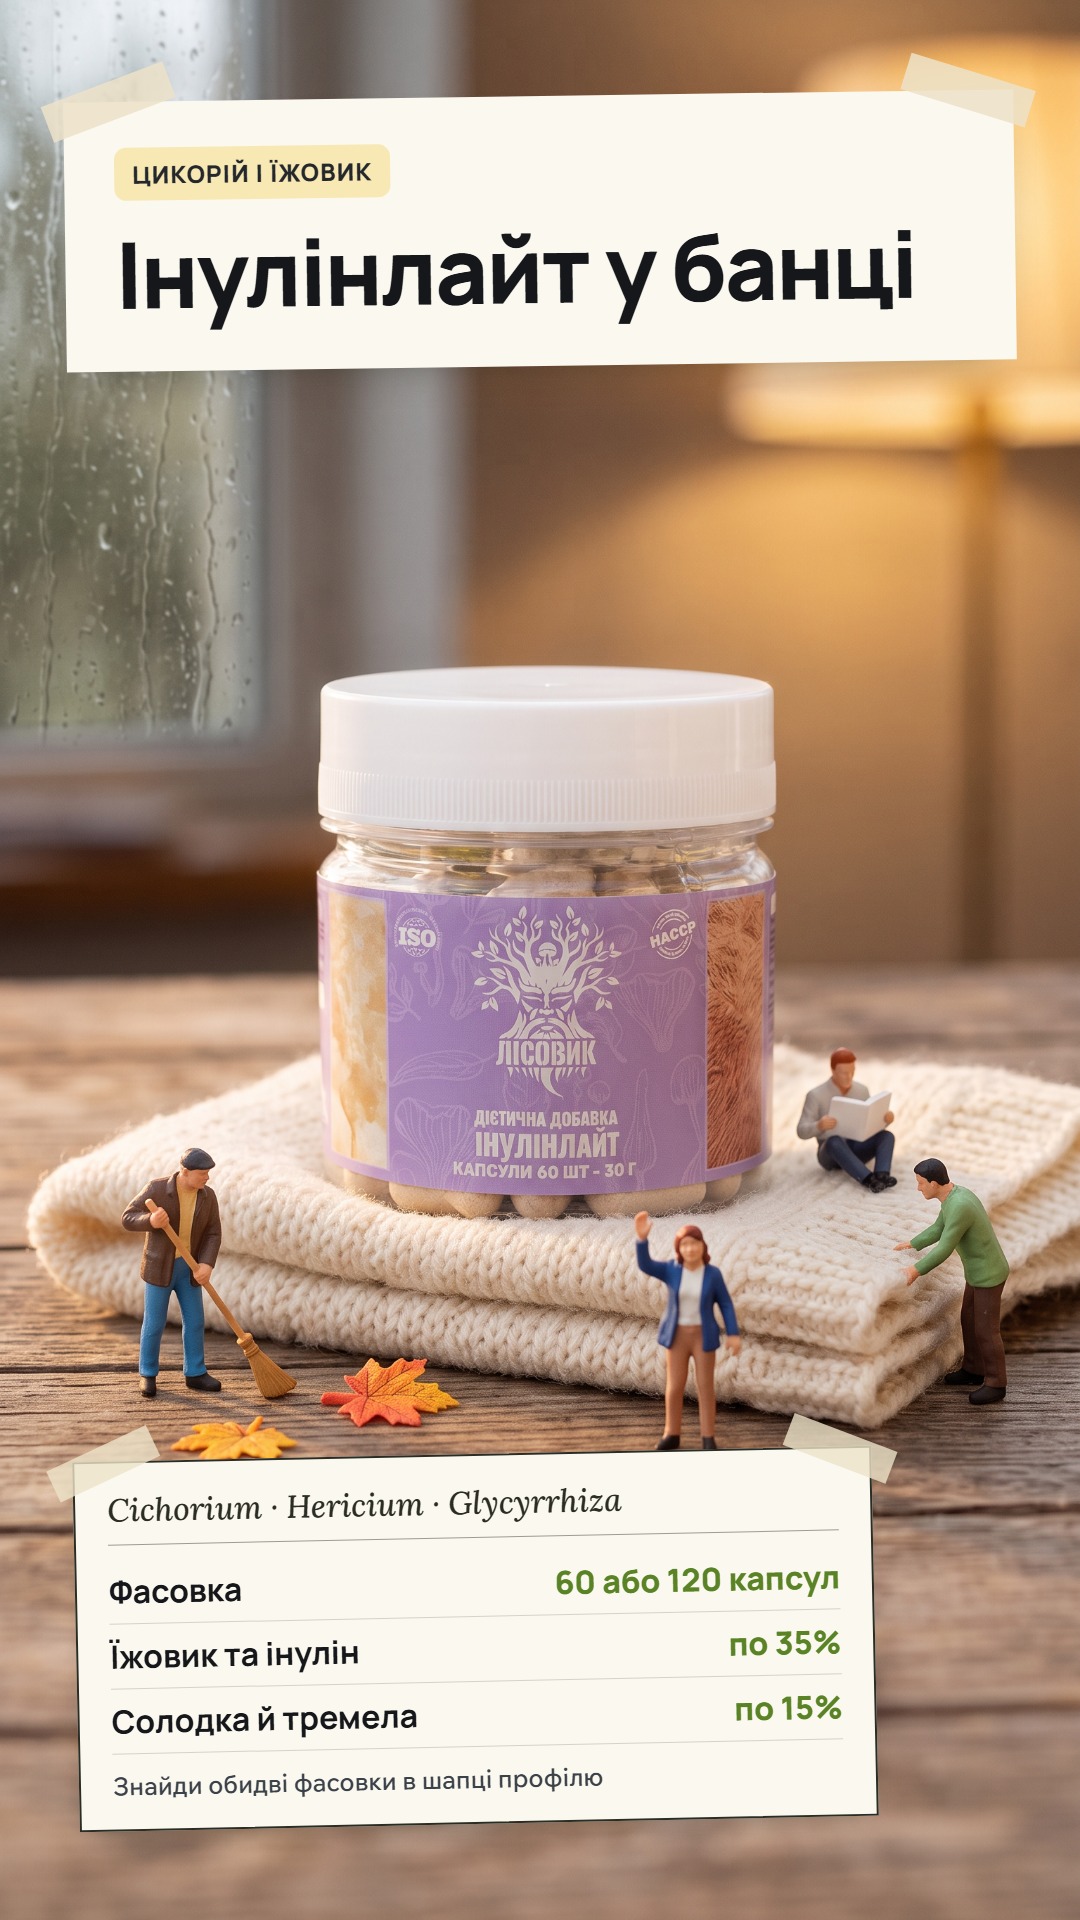 ЦИКОРІЙ І ЇЖОВИК
Інулінлайт у банці
ISO
HACCP
ЛІСОВИК
ДІЄТИЧНА ДОБАВКА
ІНУЛІНЛАЙТ
КАПСУЛИ 60 ШТ - 30 Г
Cichorium · Hericium · Glycyrrhiza
Фасовка 60 або 120 капсул
Їжовик та інулін по 35%
Солодка й тремела по 15%
Знайди обидві фасовки в шапці профілю